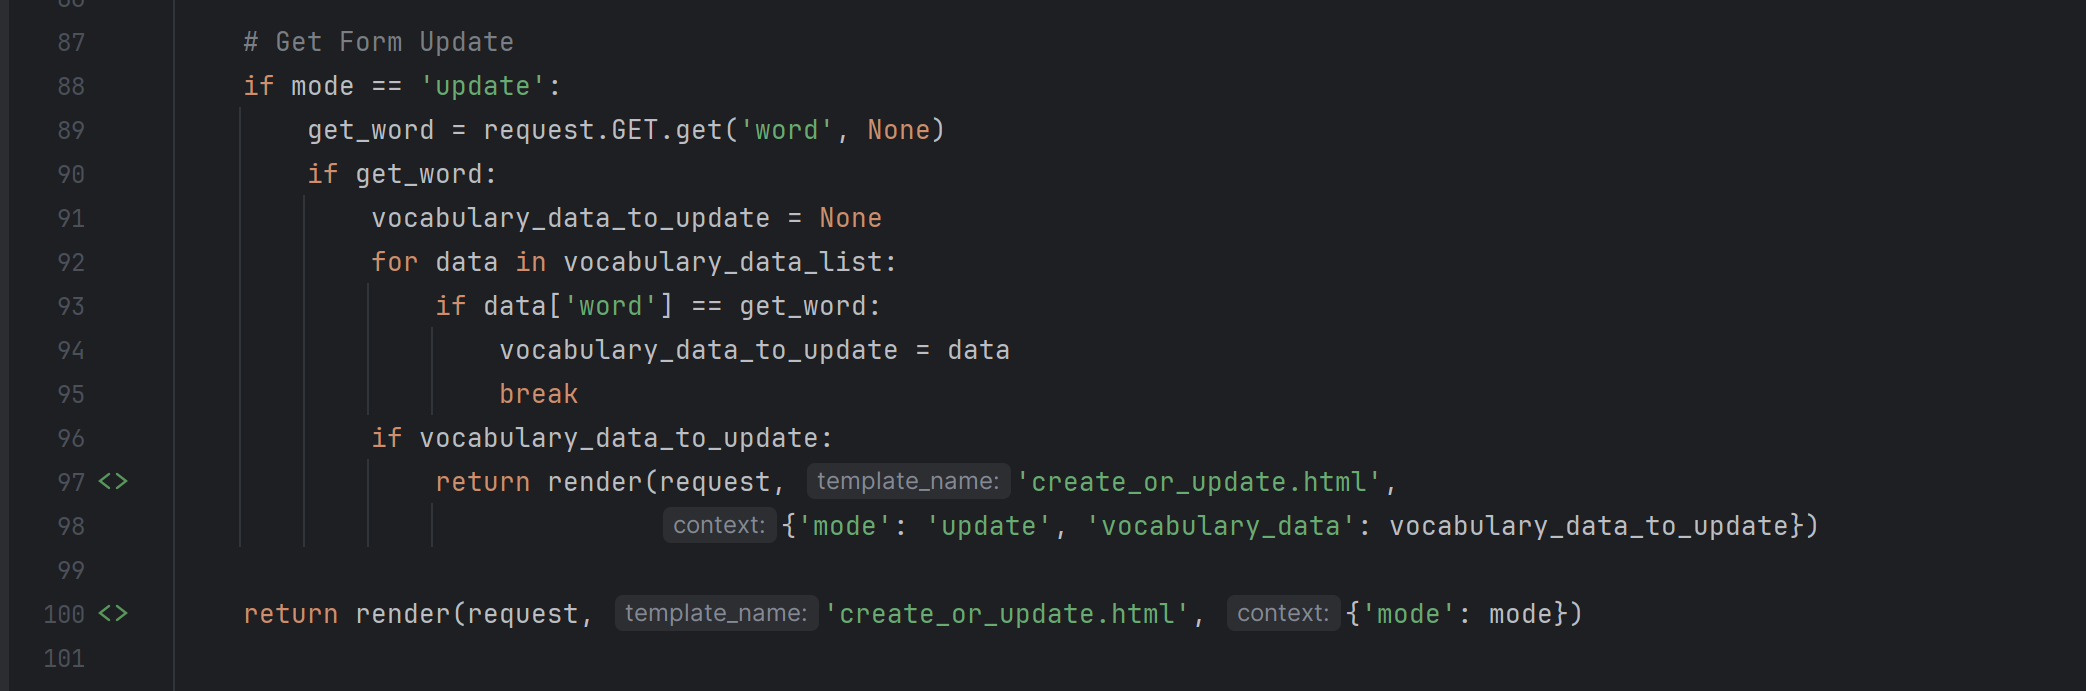 87 # Get Form Update
88 if mode == 'update':
89 get_word = request.GET.get('word', None)
90 if get_word:
91 vocabulary_data_to_update = None
92 for data in vocabulary_data_list:
93 if data['word'] == get_word:
94 vocabulary_data_to_update = data
95 break
96 if vocabulary_data_to_update:
97 <> return render(request, template_name: 'create_or_update.html',
98 context: {'mode': 'update', 'vocabulary_data': vocabulary_data_to_update})
99
100 <> return render(request, template_name: 'create_or_update.html', context: {'mode': mode})
101